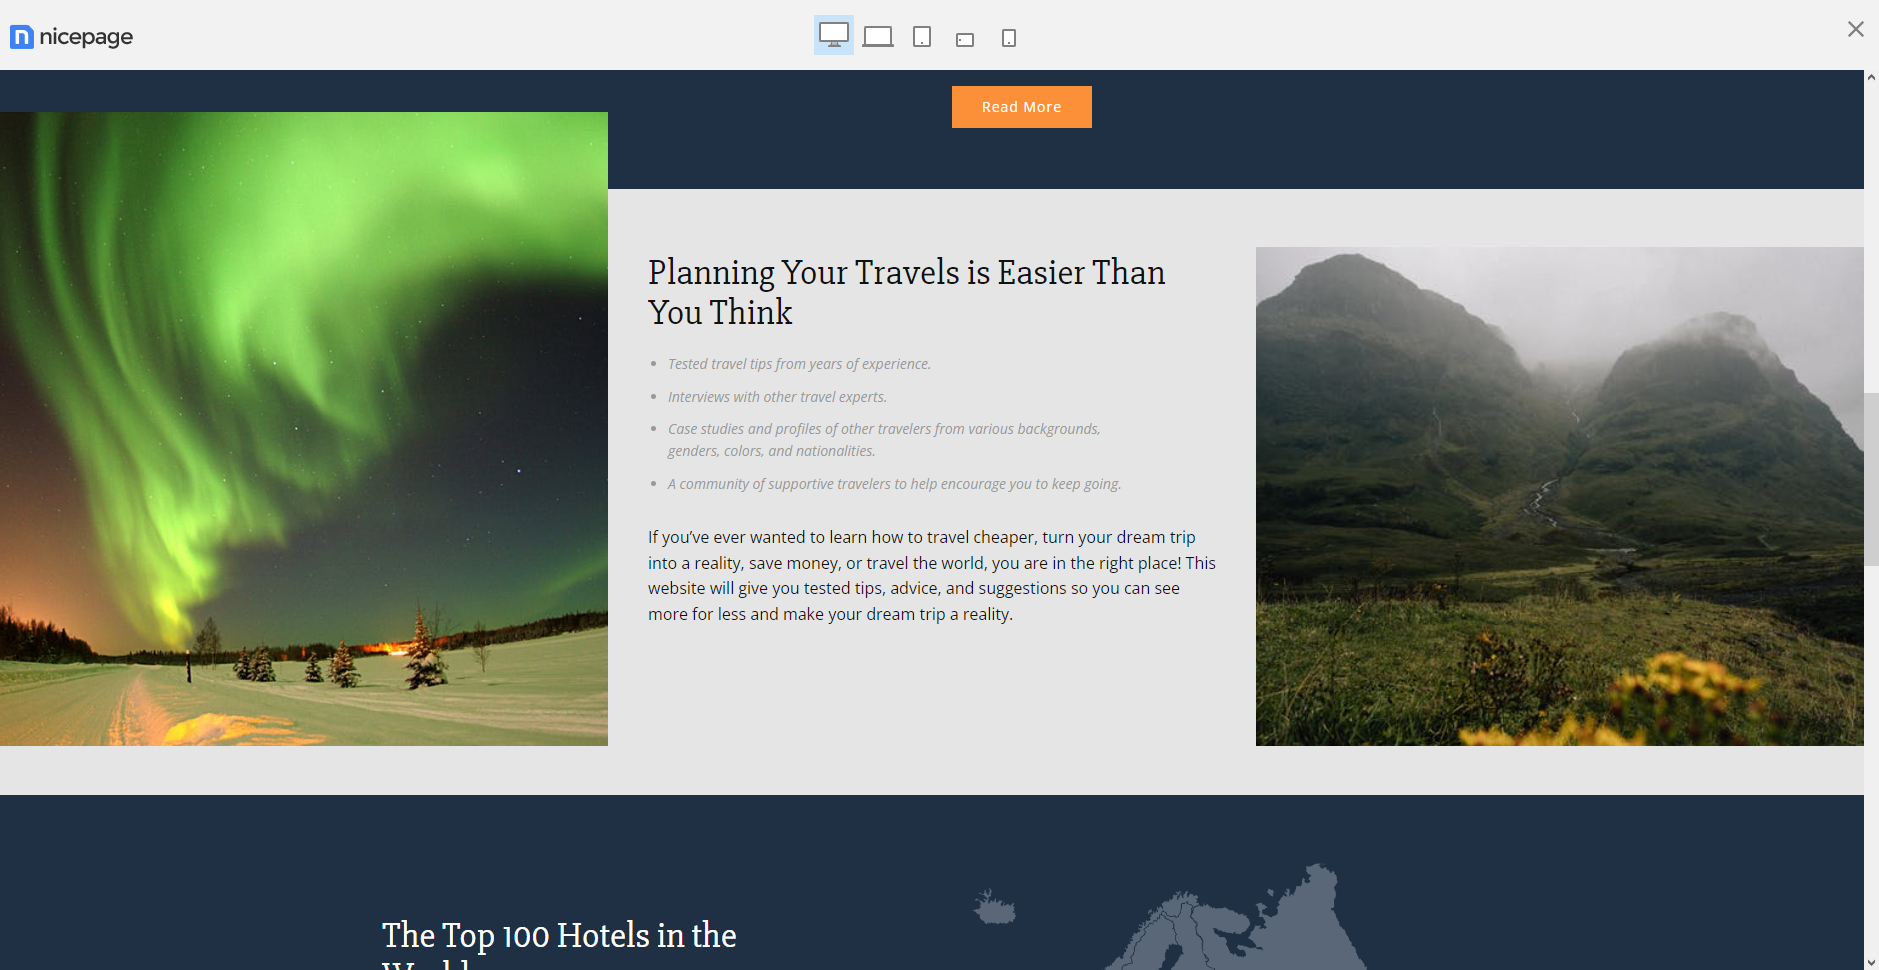 nicepage
Read More
Planning Your Travels is Easier Than
You Think
Tested travel tips from years of experience.
Interviews with other travel experts.
Case studies and profiles of other travelers from various backgrounds,
genders, colors, and nationalities.
A community of supportive travelers to help encourage you to keep going.
If you’ve ever wanted to learn how to travel cheaper, turn your dream trip
into a reality, save money, or travel the world, you are in the right place! This
website will give you tested tips, advice, and suggestions so you can see
more for less and make your dream trip a reality.
The Top 100 Hotels in the